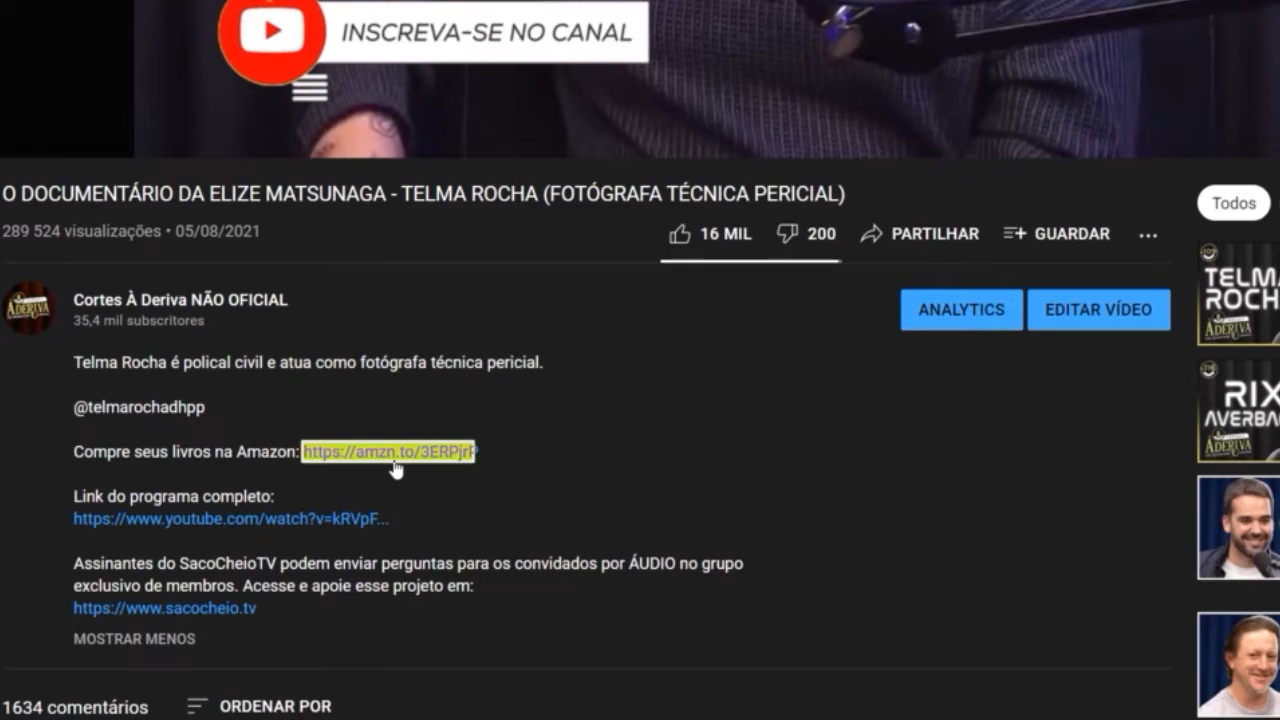 INSCREVA-SE NO CANAL
O DOCUMENTÁRIO DA ELIZE MATSUNAGA - TELMA ROCHA (FOTÓGRAFA TÉCNICA PERICIAL)
289 524 visualizações • 05/08/2021
16 MIL
200
PARTILHAR
GUARDAR
Todos
Cortes À Deriva NÃO OFICIAL
35,4 mil subscritores
ANALYTICS
EDITAR VÍDEO
Telma Rocha é polical civil e atua como fotógrafa técnica pericial.
@telmarochadhpp
Compre seus livros na Amazon: https://amzn.to/3ERPjrP
Link do programa completo:
https://www.youtube.com/watch?v=kRVpF...
Assinantes do SacoCheioTV podem enviar perguntas para os convidados por ÁUDIO no grupo
exclusivo de membros. Acesse e apoie esse projeto em:
https://www.sacocheio.tv
MOSTRAR MENOS
1634 comentários
ORDENAR POR
TELMA
ROCH
ÀDERIVA
RIX
AVERBA
ÀDERIVA